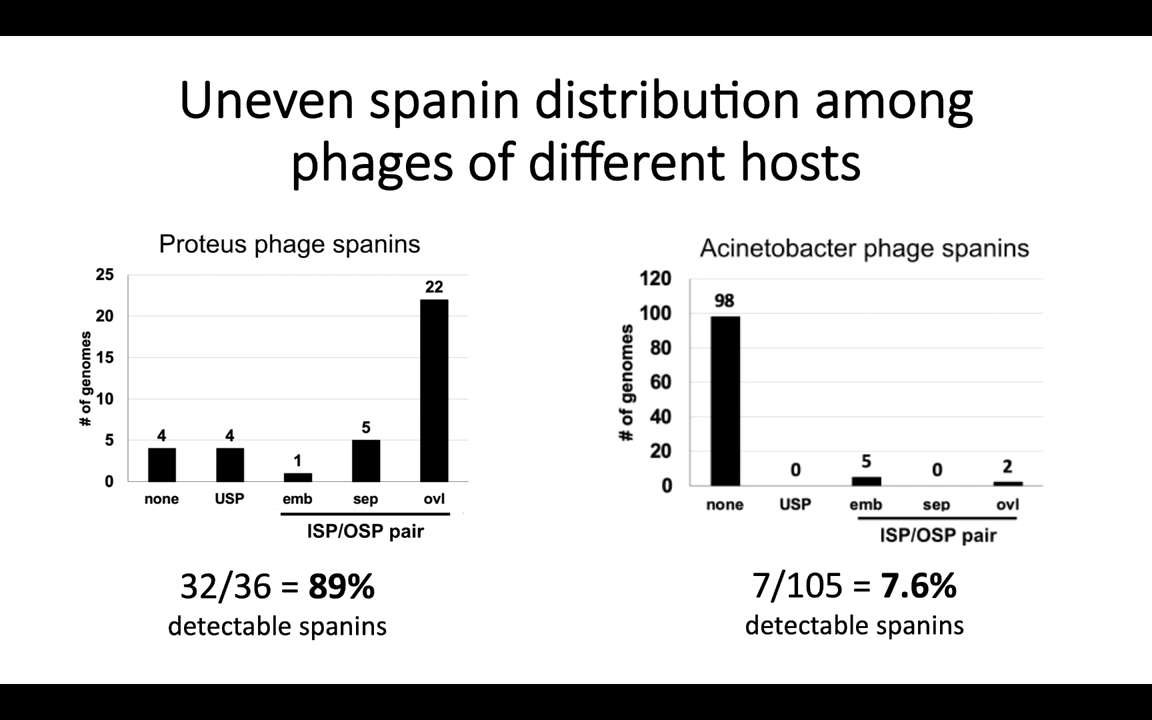 Uneven spanin distribution among
phages of different hosts
Proteus phage spanins
# of genomes
25
20
15
10
5
0
4
4
1
5
22
none USP emb sep ovl
ISP/OSP pair
32/36 = 89%
detectable spanins
Acinetobacter phage spanins
# of genomes
120
100
80
60
40
20
0
98
0
5
0
2
none USP emb sep ovl
ISP/OSP pair
7/105 = 7.6%
detectable spanins